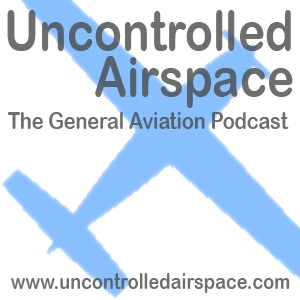 Uncontrolled
Airspace
The General Aviation Podcast
www.uncontrolledairspace.com